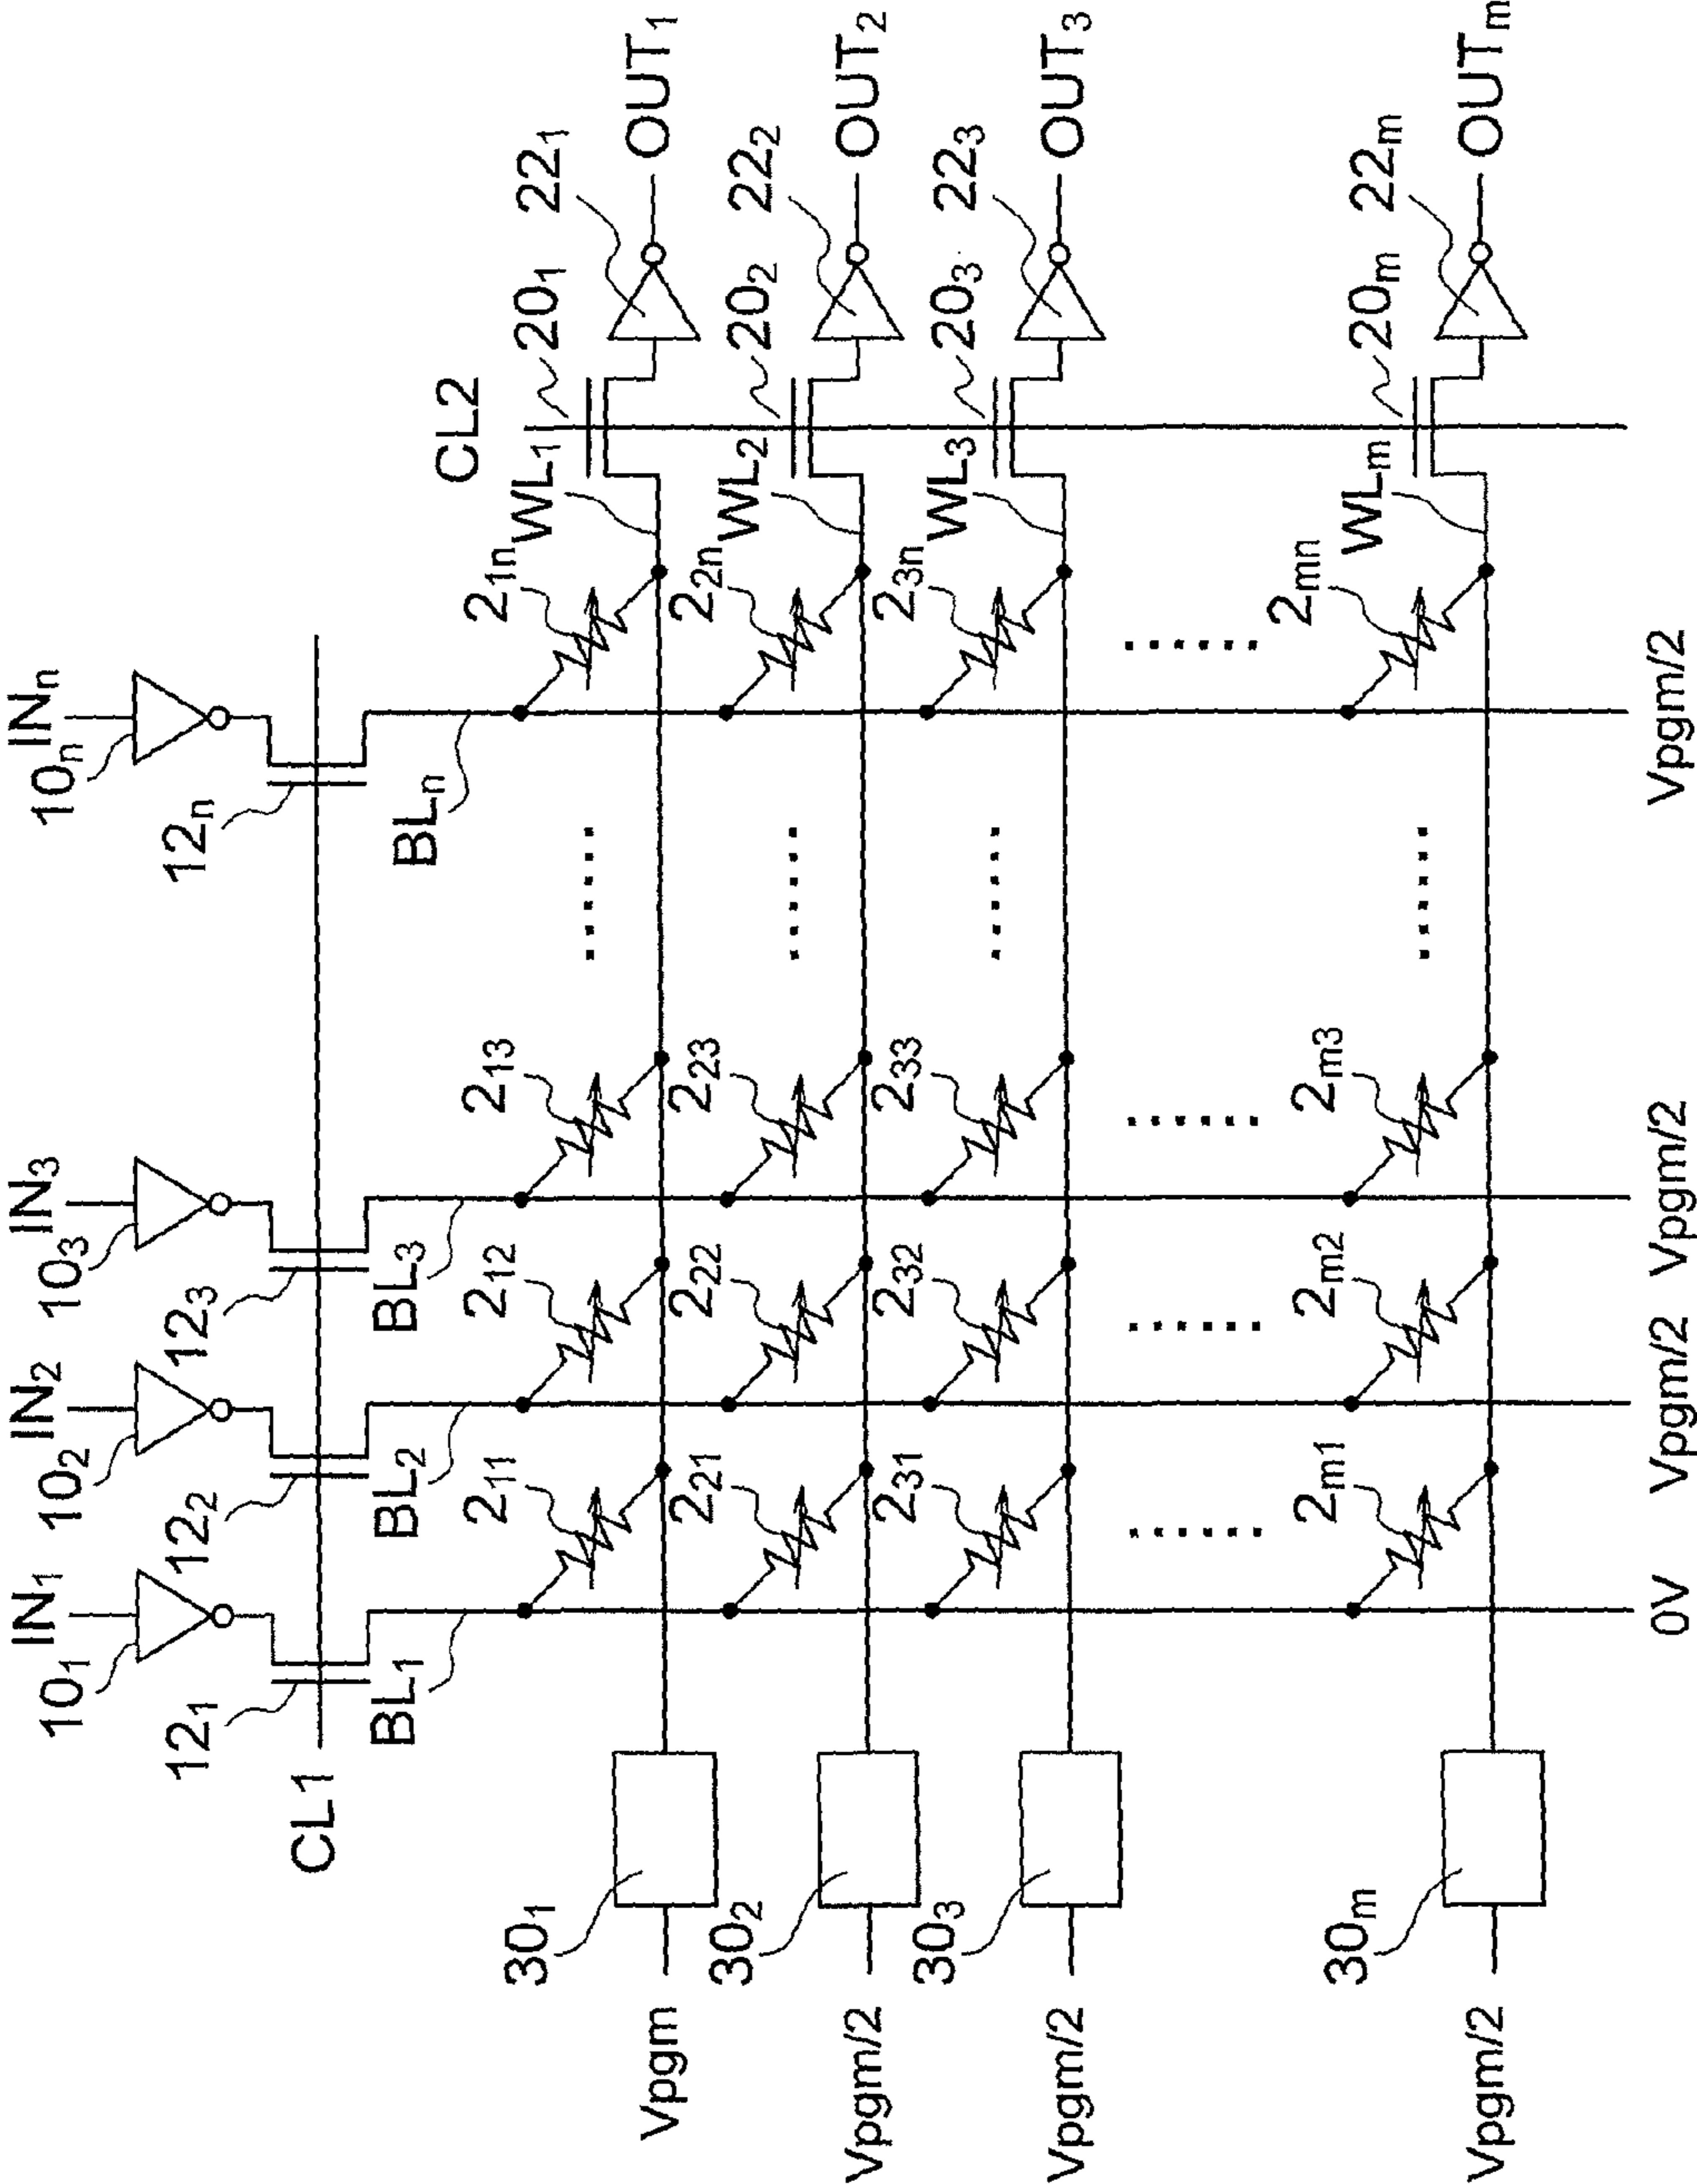 IN₁ IN₂ IN₃ INₙ
10₁ 10₂ 10₃ 10ₙ
12₁ 12₂ 12₃ 12ₙ
CL1
BL₁ BL₂ BL₃ BLₙ
CL2
2₁₁ 2₁₂ 2₁₃ 2₁ₙ WL₁ 20₁ 22₁
30₁
Vpgm OUT₁
2₂₁ 2₂₂ 2₂₃ 2₂ₙ WL₂ 20₂ 22₂
30₂
Vpgm/2 OUT₂
2₃₁ 2₃₂ 2₃₃ 2₃ₙ WL₃ 20₃ 22₃
30₃
Vpgm/2 OUT₃
2ₘ₁ 2ₘ₂ 2ₘ₃ 2ₘₙ WLₘ 20ₘ 22ₘ
30ₘ
Vpgm/2 OUTₘ
0V Vpgm/2 Vpgm/2 Vpgm/2